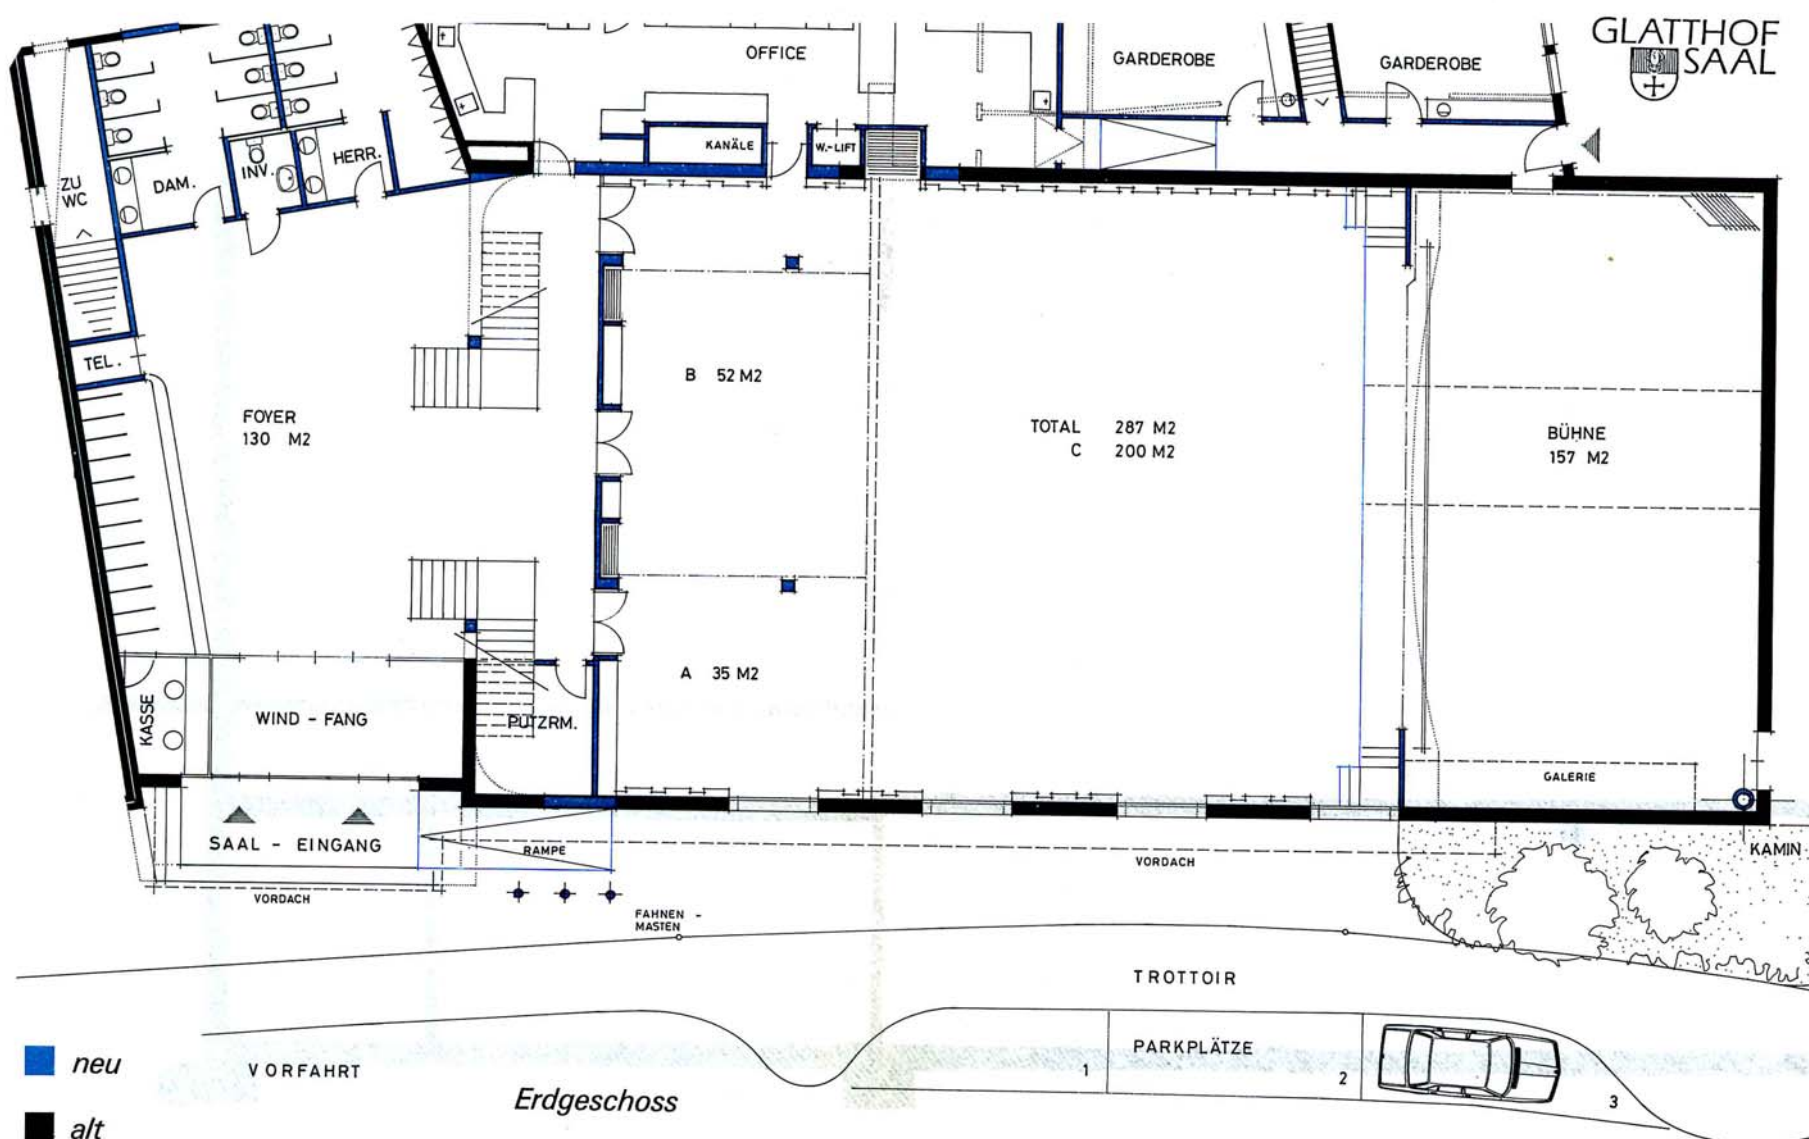 GLATTHOF
SAAL
OFFICE
GARDEROBE
GARDEROBE
KANÄLE
W.-LIFT
ZU
WC
DAM.
INV.
HERR.
TEL.
FOYER
130 M2
B 52 M2
TOTAL 287 M2
C 200 M2
BÜHNE
157 M2
A 35 M2
KASSE
WIND - FANG
PUTZRM.
GALERIE
SAAL - EINGANG
RAMPE
VORDACH
KAMIN
VORDACH
FAHNEN -
MASTEN
TROTTOIR
PARKPLÄTZE
1
2
3
VORFAHRT
neu
Erdgeschoss
alt